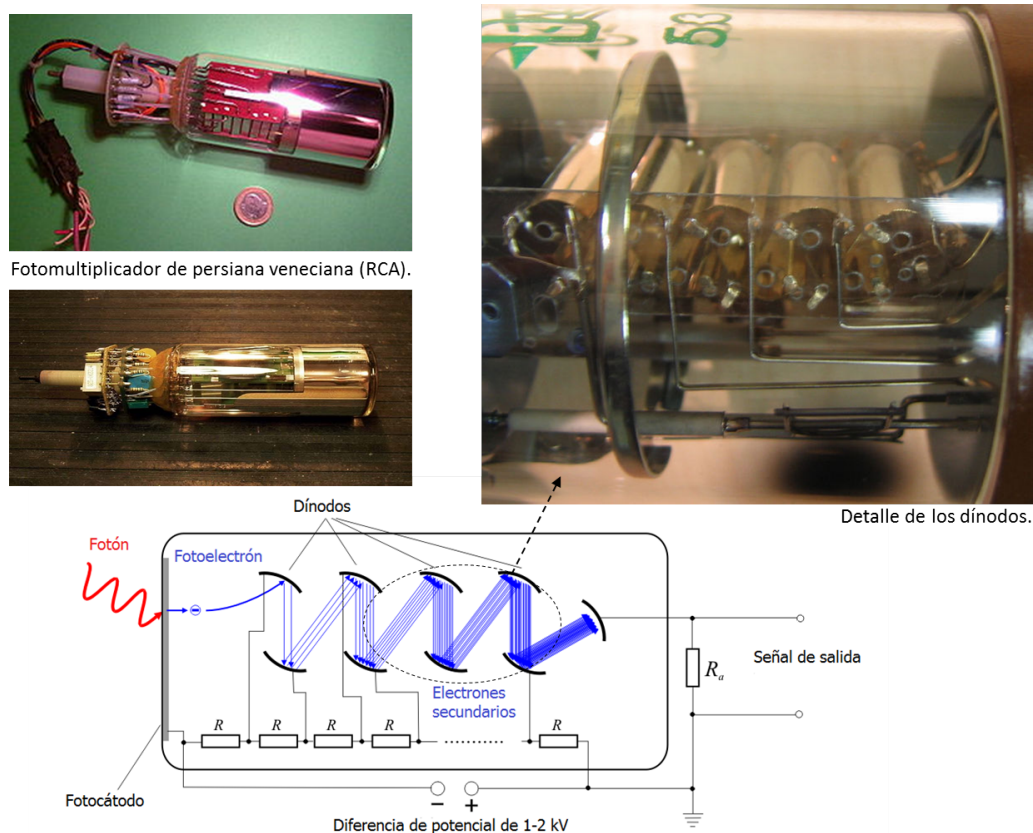 53
Fotomultiplicador de persiana veneciana (RCA).
Detalle de los dínodos.
Dínodos
Fotón
Fotoelectrón
Electrones
secundarios
Señal de salida
Rₐ
R
R
R
R
R
Fotocátodo
− +
Diferencia de potencial de 1-2 kV